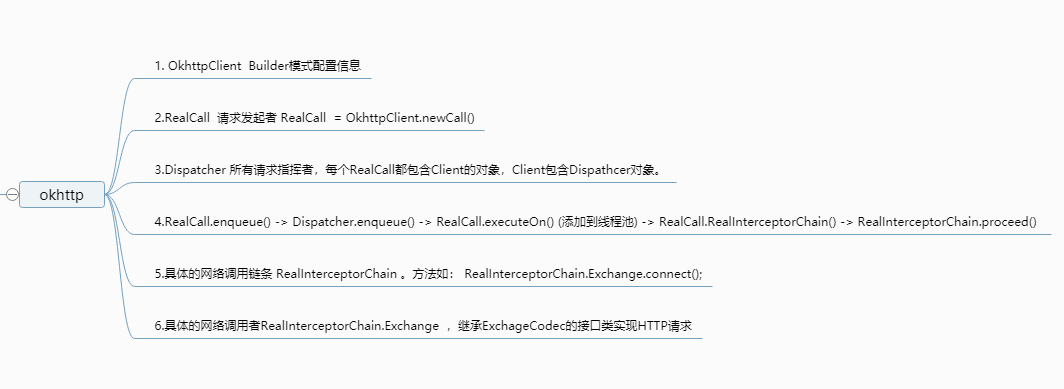 1. OkhttpClient  Builder模式配置信息
2.RealCall  请求发起者 RealCall  = OkhttpClient.newCall()
3.Dispatcher 所有请求指挥者，每个RealCall都包含Client的对象，Client包含Dispathcer对象。
okhttp
4.RealCall.enqueue() -> Dispatcher.enqueue() -> RealCall.executeOn() (添加到线程池) -> RealCall.RealInterceptorChain() -> RealInterceptorChain.proceed()
5.具体的网络调用链条 RealInterceptorChain 。方法如： RealInterceptorChain.Exchange.connect();
6.具体的网络调用者RealInterceptorChain.Exchange ，继承ExchageCodec的接口类实现HTTP请求